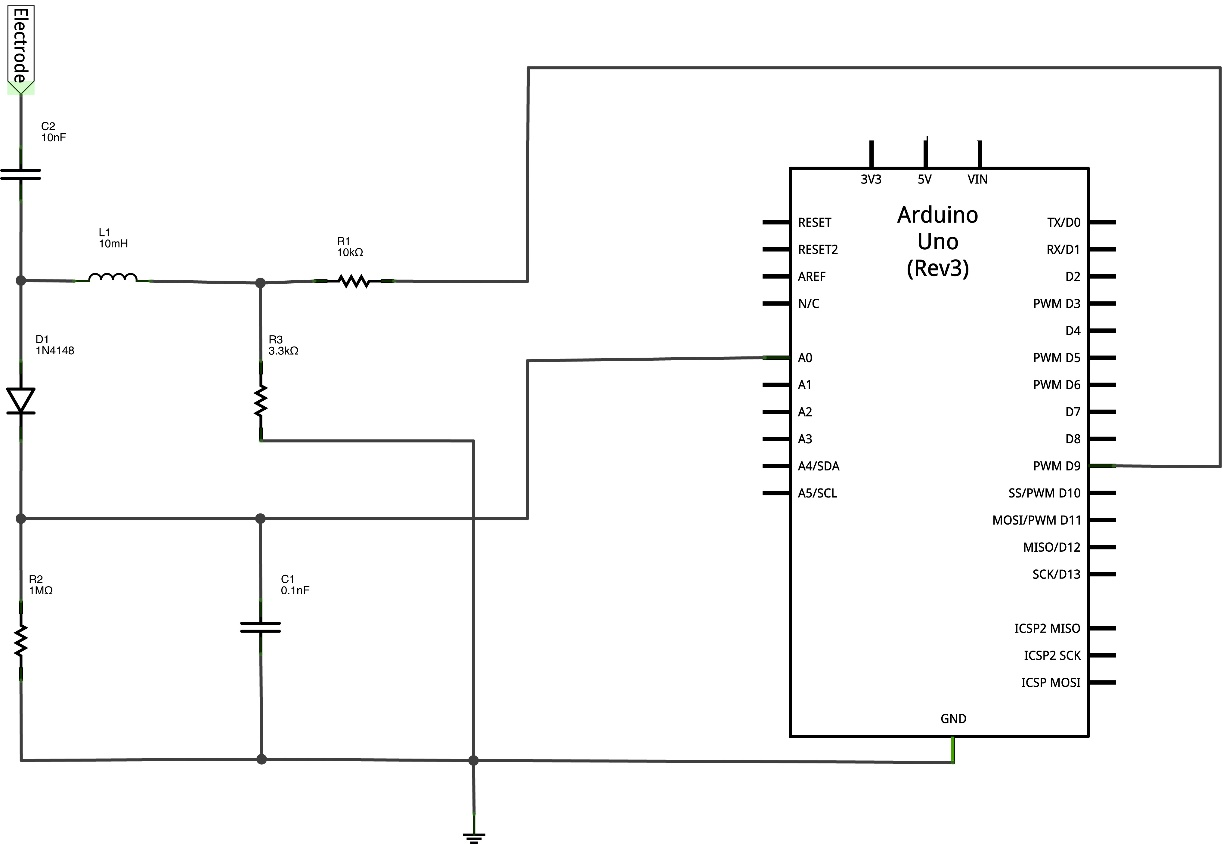 Electrode
C2
10nF
L1
10mH
R1
10kΩ
D1
1N4148
R3
3.3kΩ
R2
1MΩ
C1
0.1nF
3V3
5V
VIN
Arduino
Uno
(Rev3)
RESET
RESET2
AREF
N/C
A0
A1
A2
A3
A4/SDA
A5/SCL
TX/D0
RX/D1
D2
PWM D3
D4
PWM D5
PWM D6
D7
D8
PWM D9
SS/PWM D10
MOSI/PWM D11
MISO/D12
SCK/D13
ICSP2 MISO
ICSP2 SCK
ICSP MOSI
GND